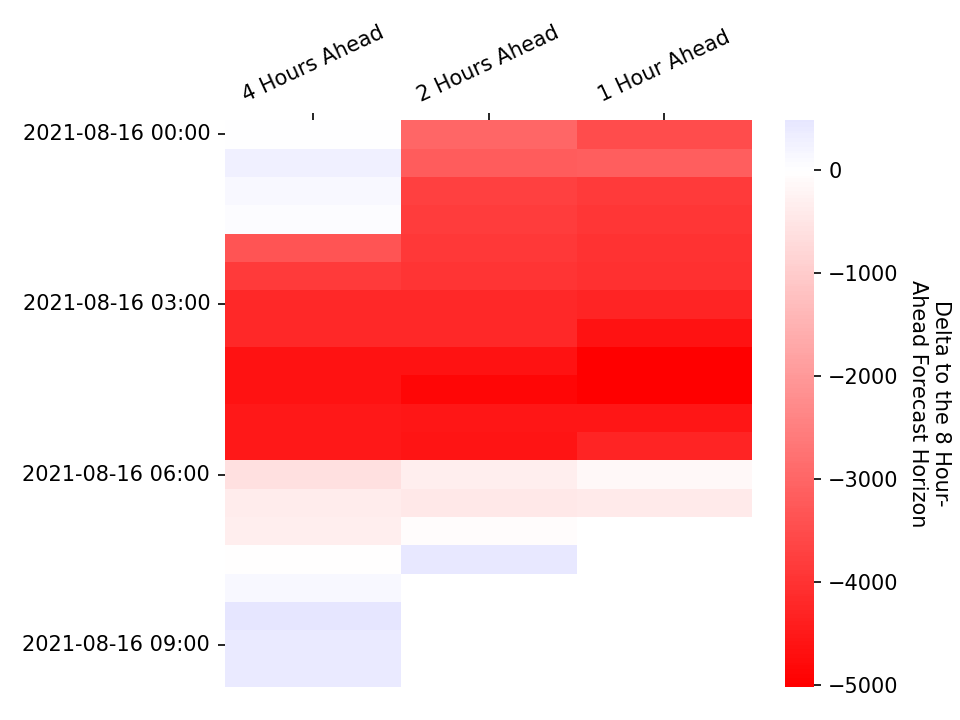 4 Hours Ahead
2 Hours Ahead
1 Hour Ahead
2021-08-16 00:00
2021-08-16 03:00
2021-08-16 06:00
2021-08-16 09:00
0
−1000
−2000
−3000
−4000
−5000
Delta to the 8 Hour-
Ahead Forecast Horizon